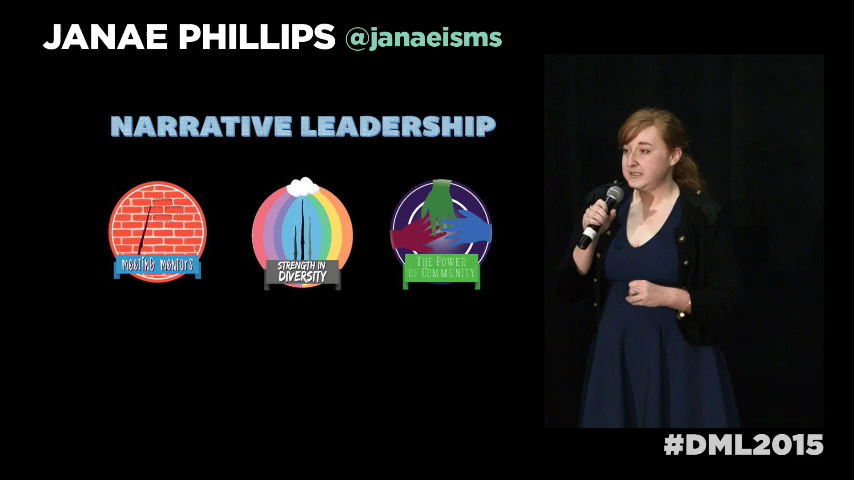 JANAE PHILLIPS @janaeisms
NARRATIVE LEADERSHIP
MEETING MENTORS
STRENGTH IN
DIVERSITY
THE POWER
OF COMMUNITY
#DML2015